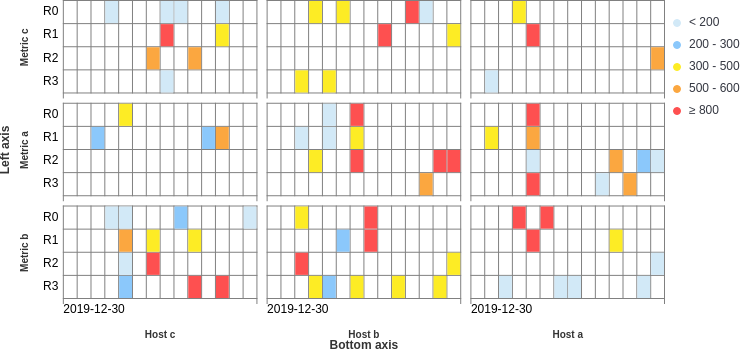 Left axis
Metric c
R0
R1
R2
R3
Metric a
R0
R1
R2
R3
Metric b
R0
R1
R2
R3
2019-12-30
2019-12-30
2019-12-30
Host c
Host b
Host a
Bottom axis
< 200
200 - 300
300 - 500
500 - 600
≥ 800